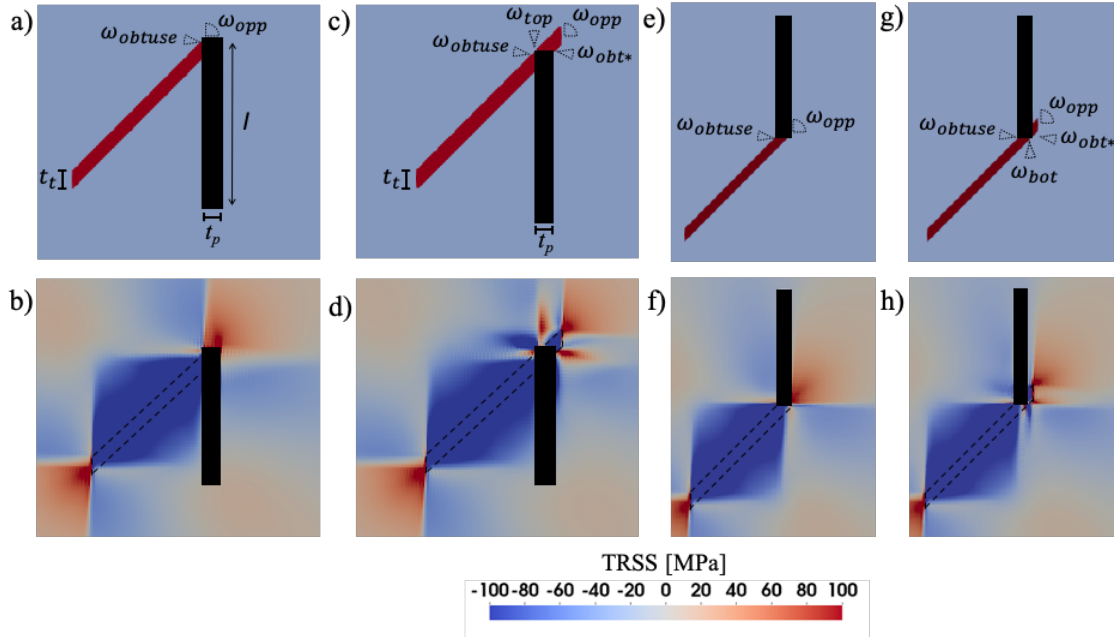 a)
ω_opp
ω_obtuse
l
t_t
t_p
c)
ω_top
ω_opp
ω_obtuse
ω_obt*
t_t
t_p
e)
ω_obtuse
ω_opp
g)
ω_opp
ω_obtuse
ω_obt*
ω_bot
b)
d)
f)
h)
TRSS [MPa]
-100 -80 -60 -40 -20 0 20 40 60 80 100